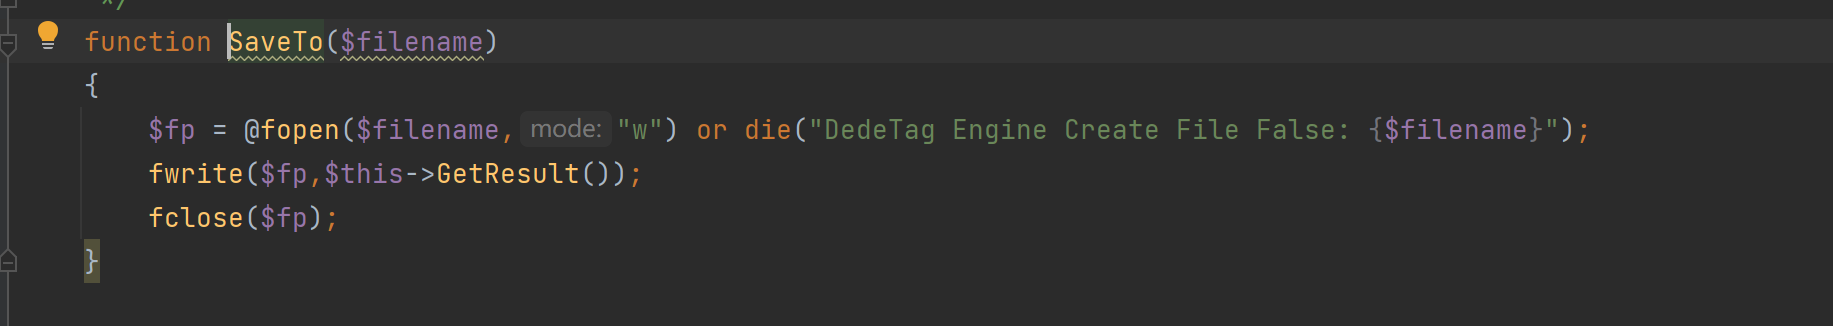 */
function SaveTo($filename)
{
$fp = @fopen($filename, mode: "w") or die("DedeTag Engine Create File False: {$filename}");
fwrite($fp,$this->GetResult());
fclose($fp);
}